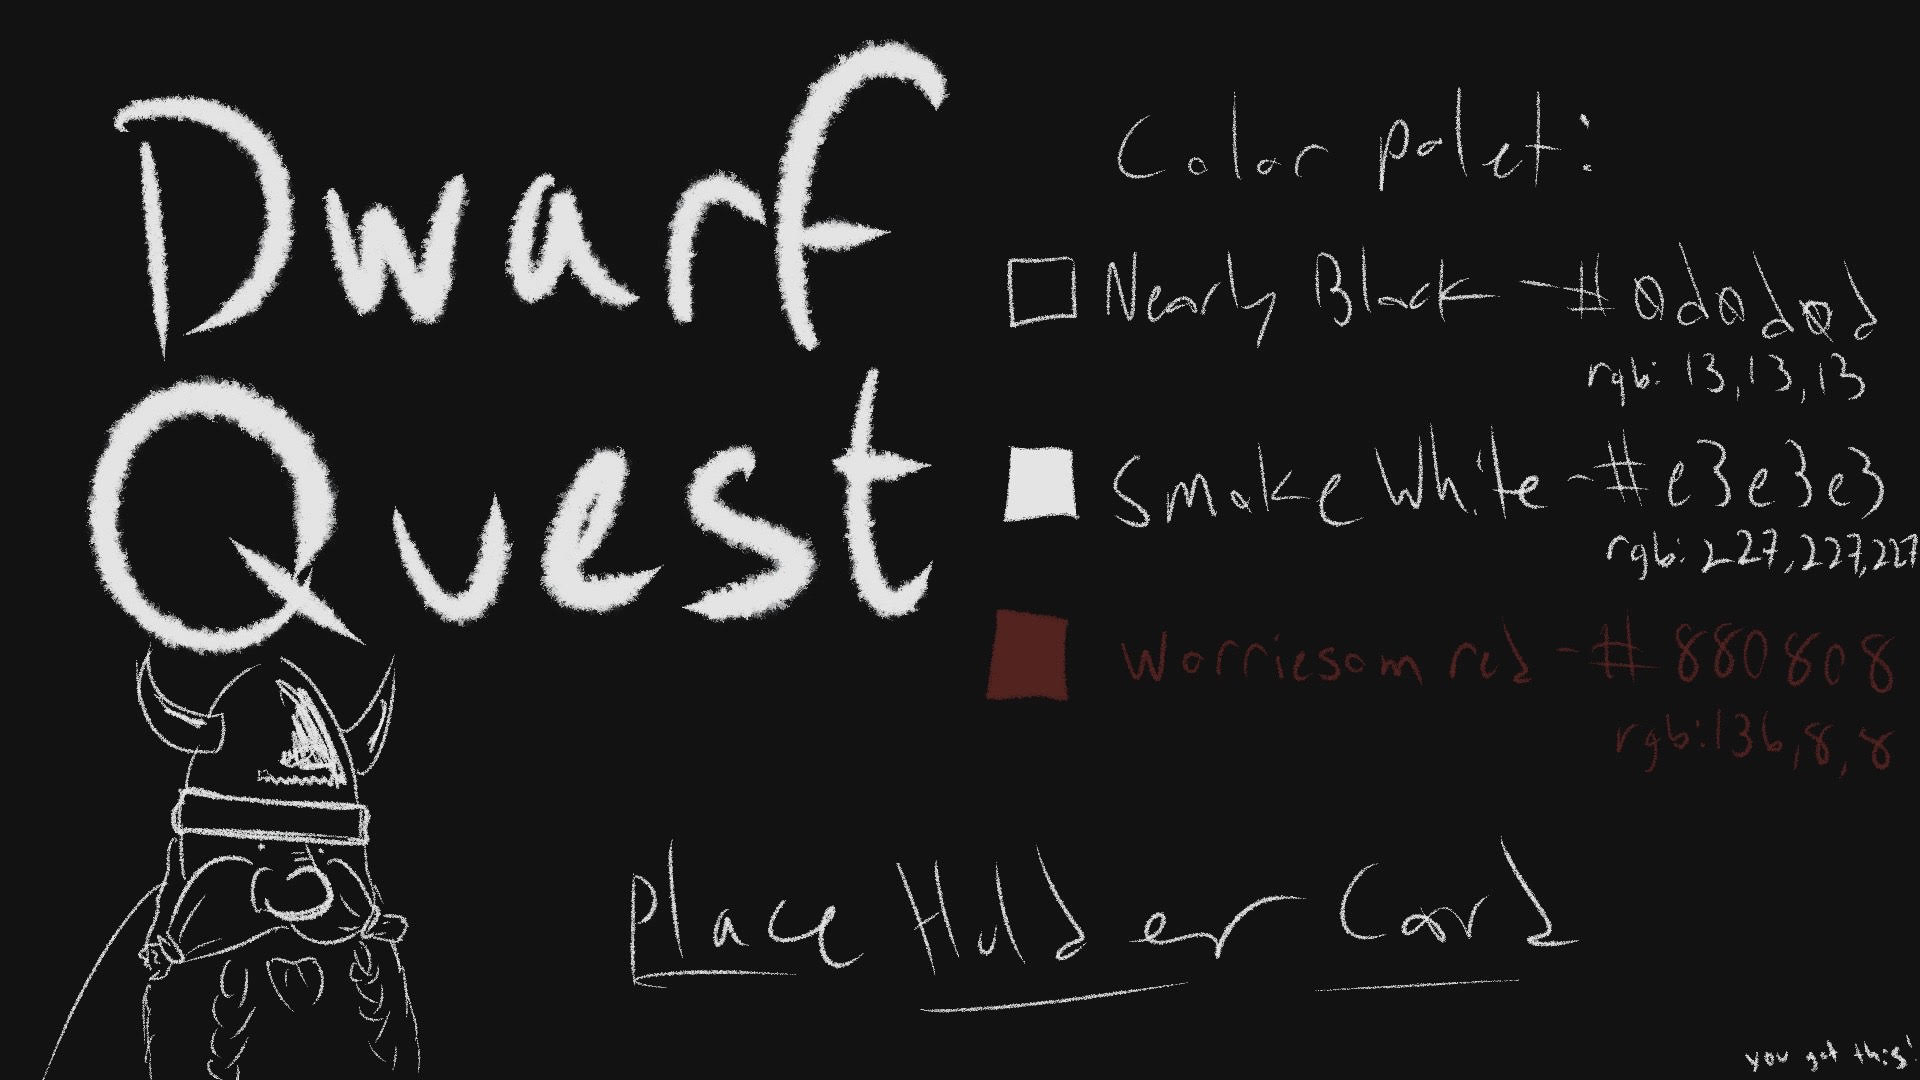 Dwarf
Quest
Color palet:
Nearly Black - #0d0d0d
rgb: 13,13,13
Smoke White - #e3e3e3
rgb: 227,227,227
Worriesom red - #880808
rgb: 136,8,8
Place Holder Card
you got this!